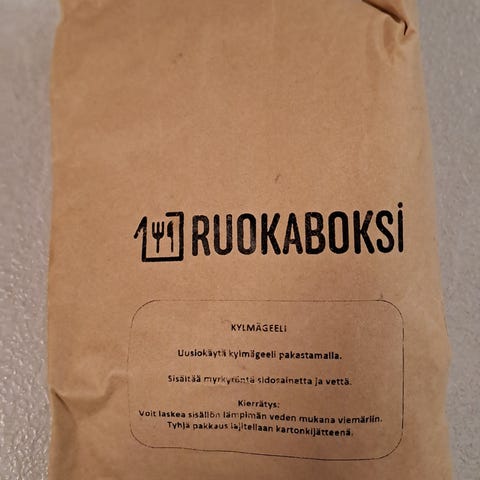 RUOKABOKSi
KYLMÄGEELI
Uusiokäytä kylmägeeli pakastamalla.
Sisältää myrkytöntä sidosainetta ja vettä.
Kierrätys:
Voit laskea sisällön lämpimän veden mukana viemäriin.
Tyhjä pakkaus lajitellaan kartonkijätteenä.